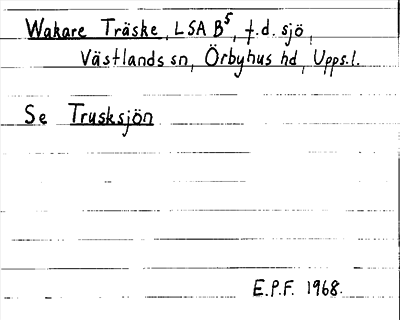 Wakare Träske, LSA B⁵, f.d. sjö,
Västlands sn, Örbyhus hd, Upps.l.
Se Trusksjön
E.P.F. 1968.